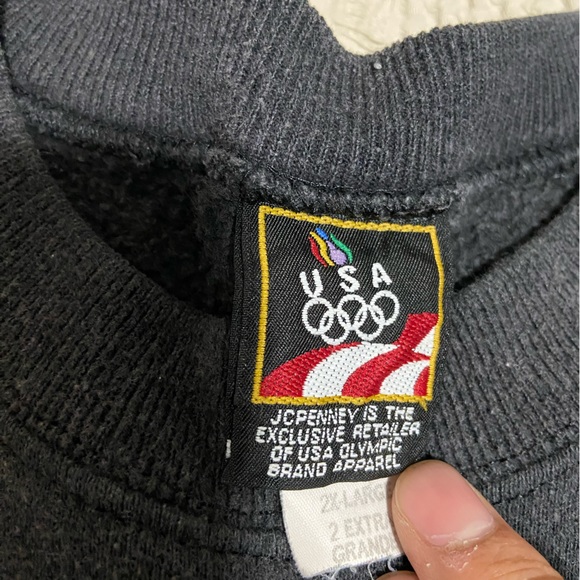 USA
JCPENNEY IS THE
EXCLUSIVE RETAILER
OF USA OLYMPIC
BRAND APPAREL
2X-LARGE
2 EXTRA
GRANDE